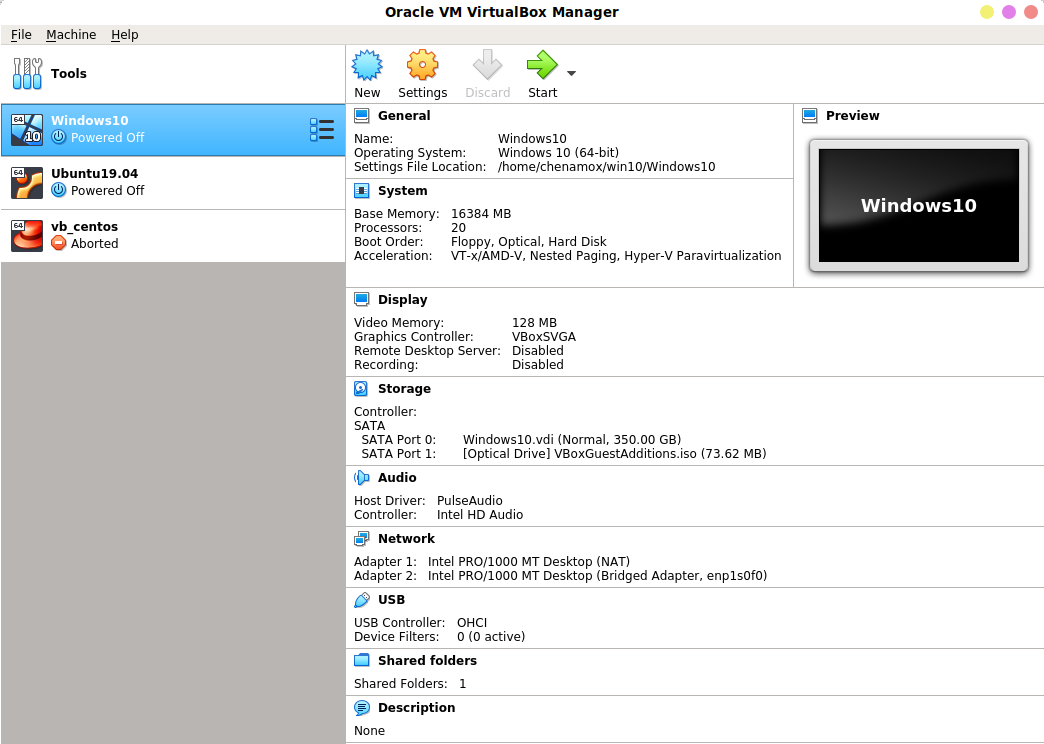 Oracle VM VirtualBox Manager
File Machine Help
Tools
New Settings Discard Start
64
10
Windows10
Powered Off
64
Ubuntu19.04
Powered Off
64
vb_centos
Aborted
General
Name: Windows10
Operating System: Windows 10 (64-bit)
Settings File Location: /home/chenamox/win10/Windows10
Preview
Windows10
System
Base Memory: 16384 MB
Processors: 20
Boot Order: Floppy, Optical, Hard Disk
Acceleration: VT-x/AMD-V, Nested Paging, Hyper-V Paravirtualization
Display
Video Memory: 128 MB
Graphics Controller: VBoxSVGA
Remote Desktop Server: Disabled
Recording: Disabled
Storage
Controller:
SATA
SATA Port 0: Windows10.vdi (Normal, 350.00 GB)
SATA Port 1: [Optical Drive] VBoxGuestAdditions.iso (73.62 MB)
Audio
Host Driver: PulseAudio
Controller: Intel HD Audio
Network
Adapter 1: Intel PRO/1000 MT Desktop (NAT)
Adapter 2: Intel PRO/1000 MT Desktop (Bridged Adapter, enp1s0f0)
USB
USB Controller: OHCI
Device Filters: 0 (0 active)
Shared folders
Shared Folders: 1
Description
None